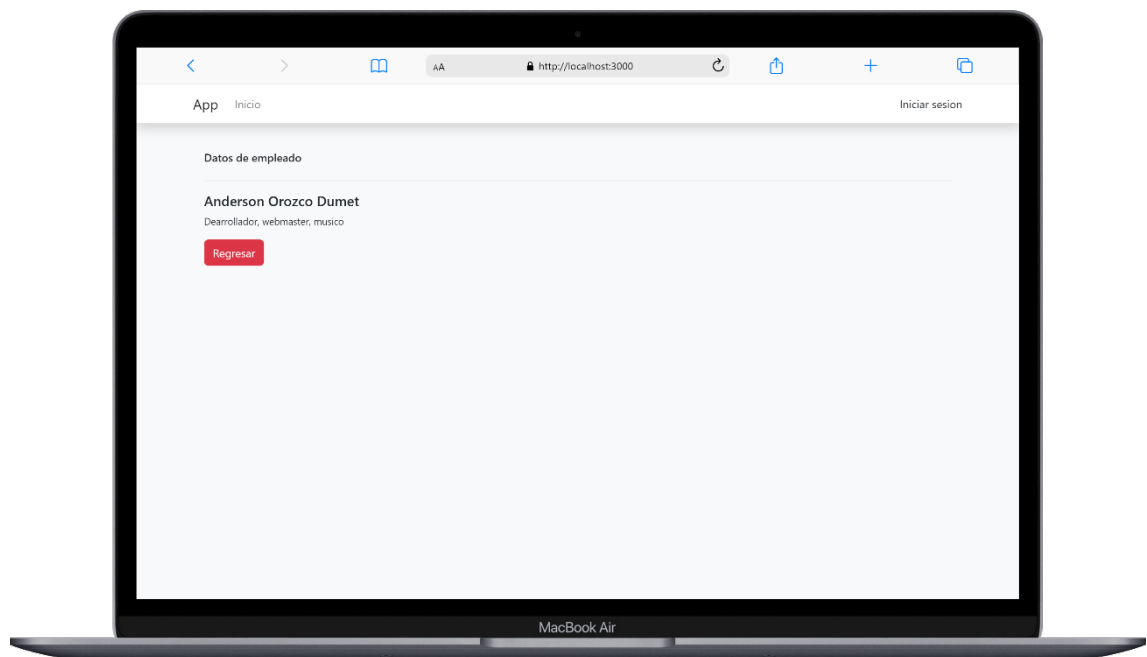 AA http://localhost:3000
App Inicio Iniciar sesion
Datos de empleado
Anderson Orozco Dumet
Dearrollador, webmaster, musico
Regresar
MacBook Air